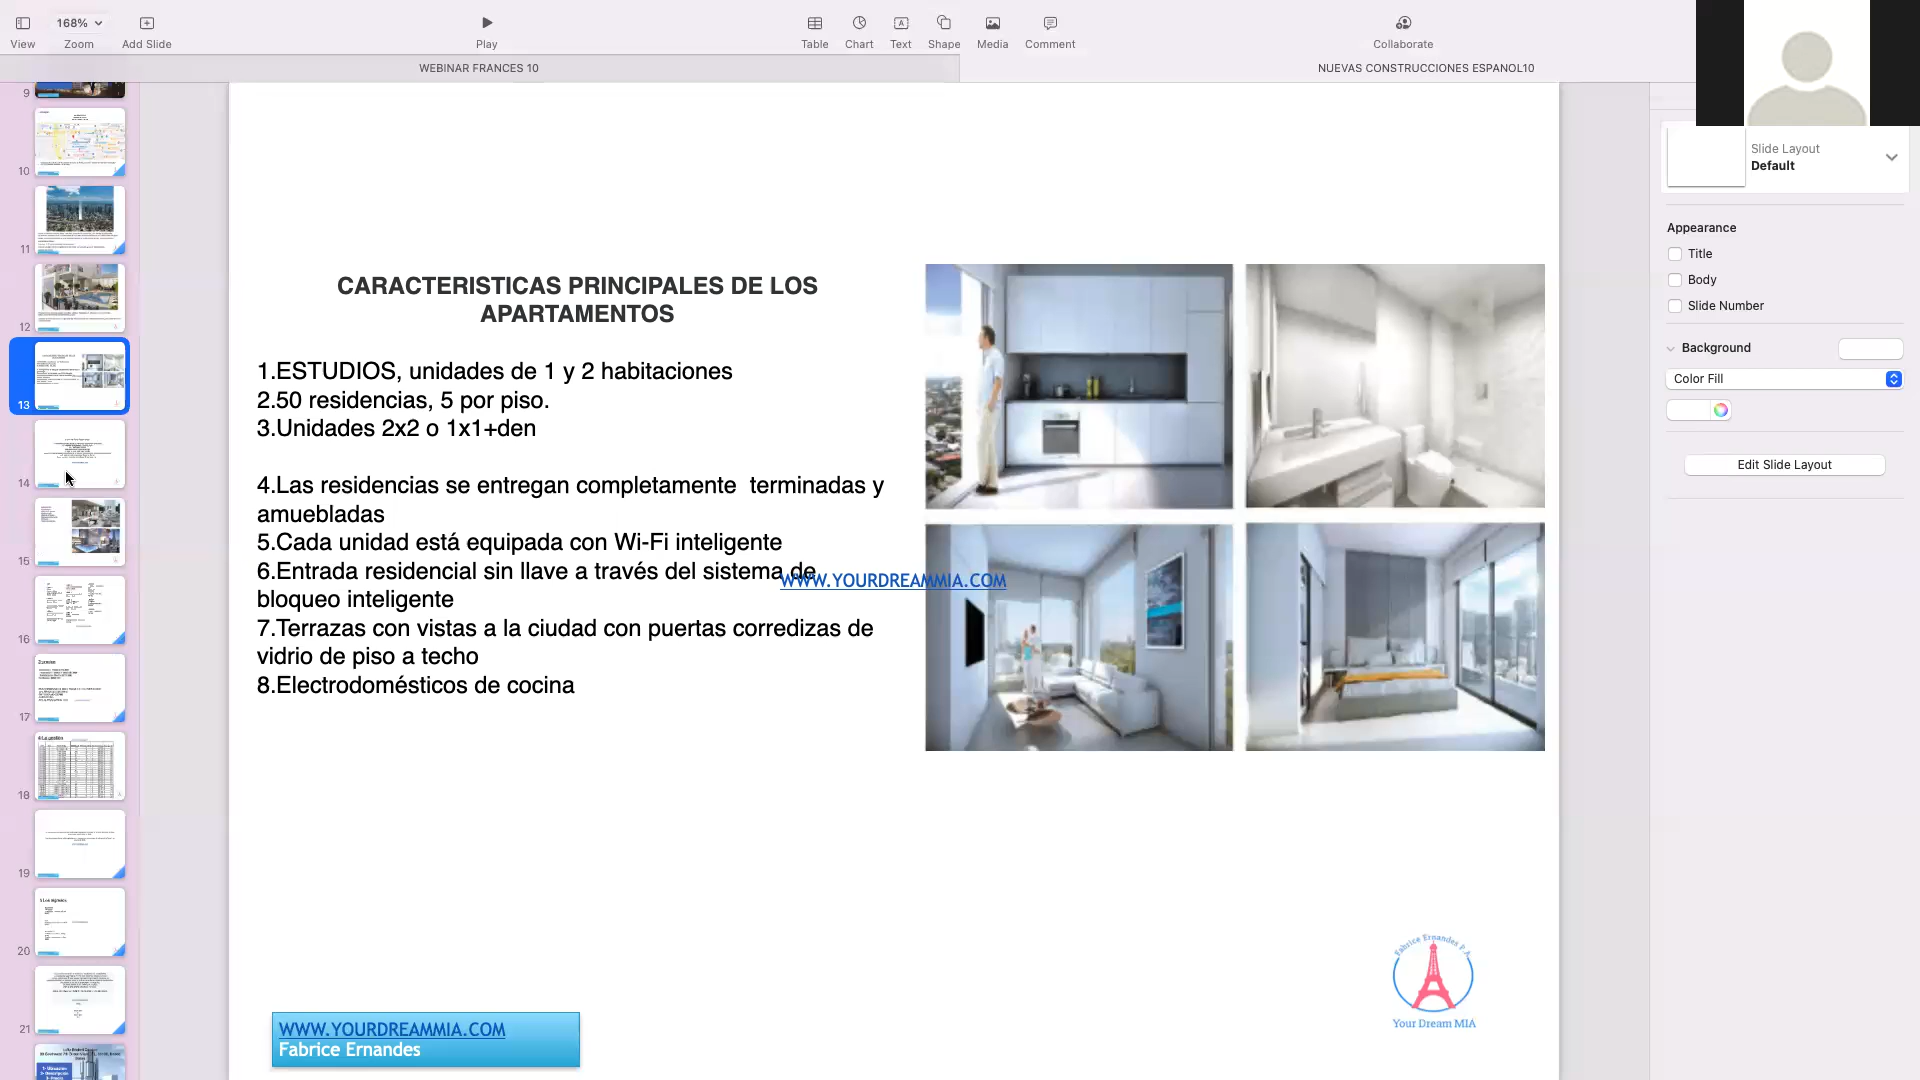 View
168%
Zoom
Add Slide
Play
Table
Chart
Text
Shape
Media
Comment
Collaborate
WEBINAR FRANCES 10
NUEVAS CONSTRUCCIONES ESPANOL10
9
10
11
12
13
14
15
16
17
18
19
20
21
CARACTERISTICAS PRINCIPALES DE LOS
APARTAMENTOS
1.ESTUDIOS, unidades de 1 y 2 habitaciones
2.50 residencias, 5 por piso.
3.Unidades 2x2 o 1x1+den
4.Las residencias se entregan completamente  terminadas y
amuebladas
5.Cada unidad está equipada con Wi-Fi inteligente
6.Entrada residencial sin llave a través del sistema de
WWW.YOURDREAMMIA.COM
bloqueo inteligente
7.Terrazas con vistas a la ciudad con puertas corredizas de
vidrio de piso a techo
8.Electrodomésticos de cocina
WWW.YOURDREAMMIA.COM
Fabrice Ernandes
Fabrice Ernandes P.A.
Your Dream MIA
Slide Layout
Default
Appearance
Title
Body
Slide Number
Background
Color Fill
Edit Slide Layout